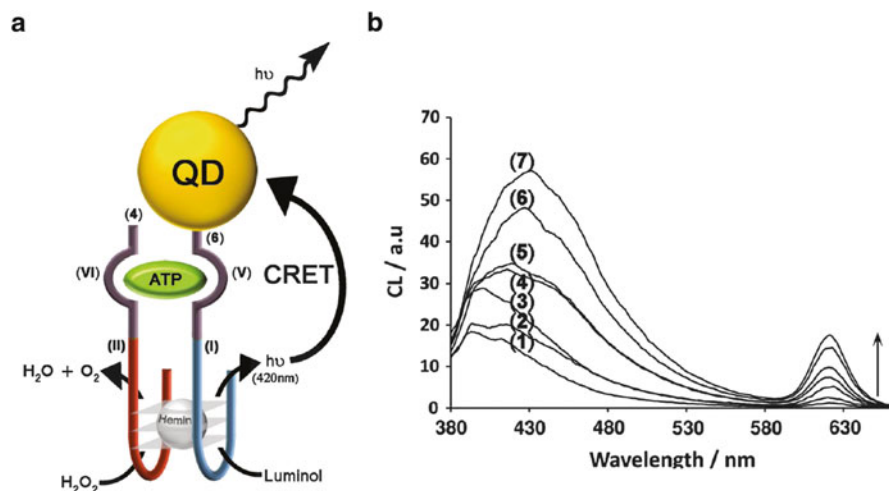 a
hυ
QD
(4)
(6)
(VI)
ATP
(V)
CRET
(II)
(I)
H₂O + O₂
hυ
(420nm)
Hemin
H₂O₂
Luminol
b
CL / a.u
70
60
50
40
30
20
10
0
(7)
(6)
(5)
(4)
(3)
(2)
(1)
380 430 480 530 580 630
Wavelength / nm